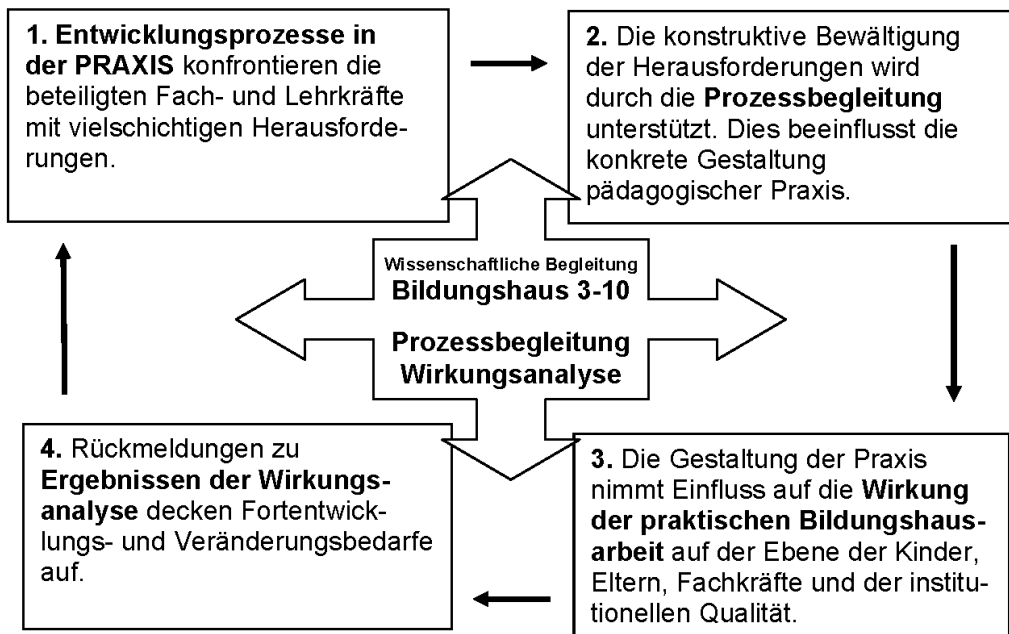 1. Entwicklungsprozesse in
der PRAXIS konfrontieren die
beteiligten Fach- und Lehrkräfte
mit vielschichtigen Herausforde-
rungen.
2. Die konstruktive Bewältigung
der Herausforderungen wird
durch die Prozessbegleitung
unterstützt. Dies beeinflusst die
konkrete Gestaltung
pädagogischer Praxis.
Wissenschaftliche Begleitung
Bildungshaus 3-10
Prozessbegleitung
Wirkungsanalyse
4. Rückmeldungen zu
Ergebnissen der Wirkungs-
analyse decken Fortentwick-
lungs- und Veränderungsbedarfe
auf.
3. Die Gestaltung der Praxis
nimmt Einfluss auf die Wirkung
der praktischen Bildungshaus-
arbeit auf der Ebene der Kinder,
Eltern, Fachkräfte und der institu-
tionellen Qualität.